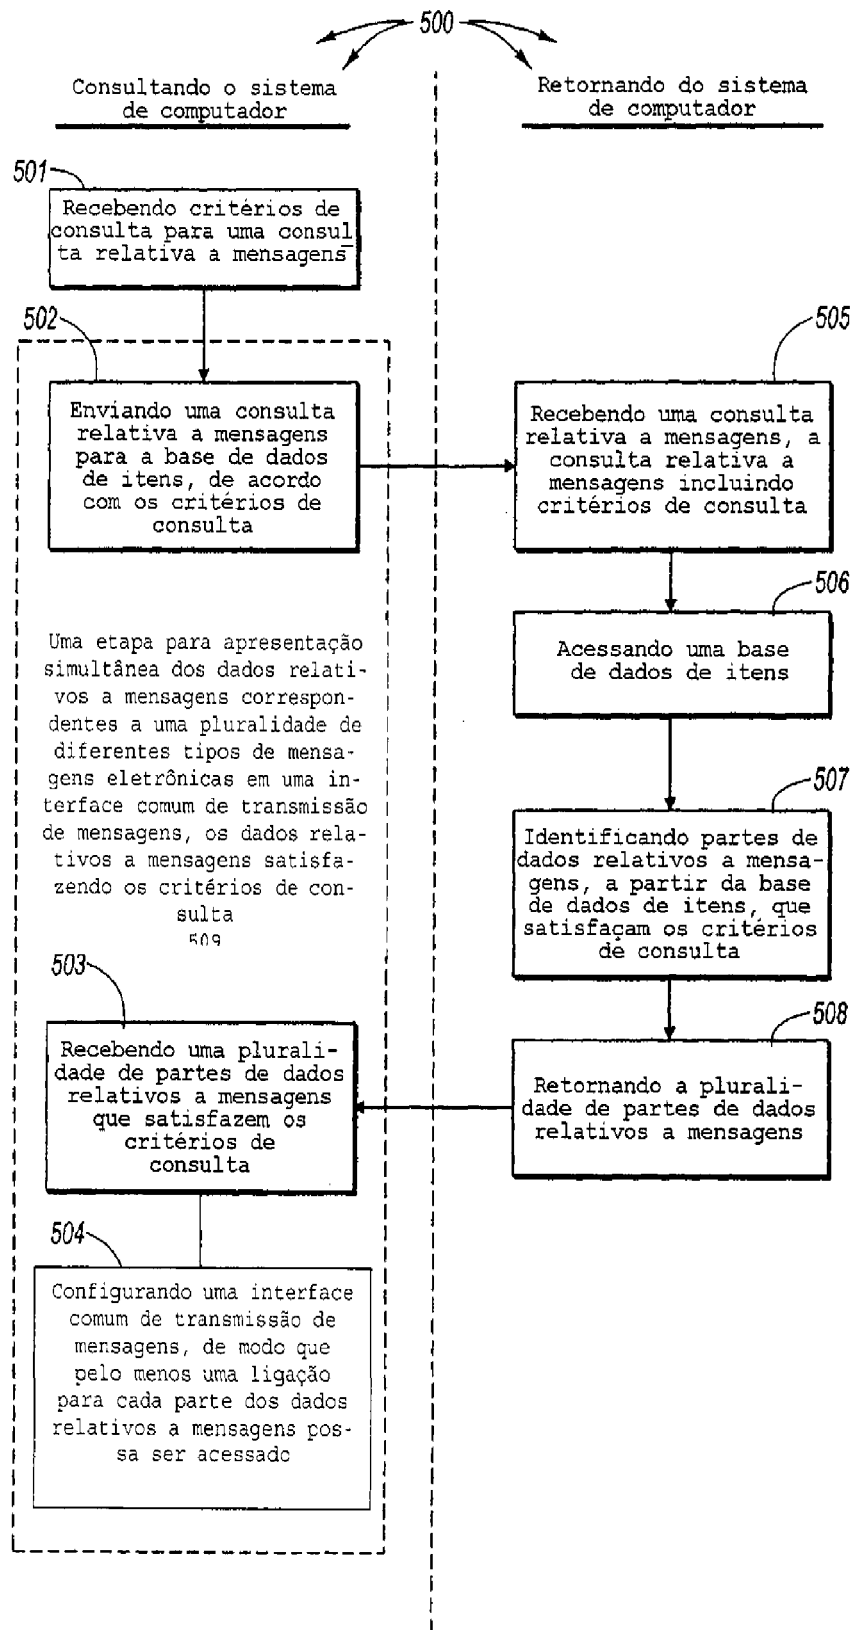 500
Consultando o sistema
de computador
Retornando do sistema
de computador
501
Recebendo critérios de
consulta para uma consul
ta relativa a mensagens
502
Enviando uma consulta
relativa a mensagens
para a base de dados
de itens, de acordo
com os critérios de
consulta
505
Recebendo uma consulta
relativa a mensagens, a
consulta relativa a
mensagens incluindo
critérios de consulta
506
Acessando uma base
de dados de itens
Uma etapa para apresentação
simultânea dos dados relati-
vos a mensagens correspon-
dentes a uma pluralidade de
diferentes tipos de mensa-
gens eletrônicas em uma in-
terface comum de transmissão
de mensagens, os dados rela-
tivos a mensagens satisfa-
zendo os critérios de con-
sulta
509
507
Identificando partes de
dados relativos a mensa-
gens, a partir da base
de dados de itens, que
satisfaçam os critérios
de consulta
503
Recebendo uma plurali-
dade de partes de dados
relativos a mensagens
que satisfazem os
critérios de
consulta
508
Retornando a plurali-
dade de partes de dados
relativos a mensagens
504
Configurando uma interface
comum de transmissão de
mensagens, de modo que
pelo menos uma ligação
para cada parte dos dados
relativos a mensagens pos-
sa ser acessado